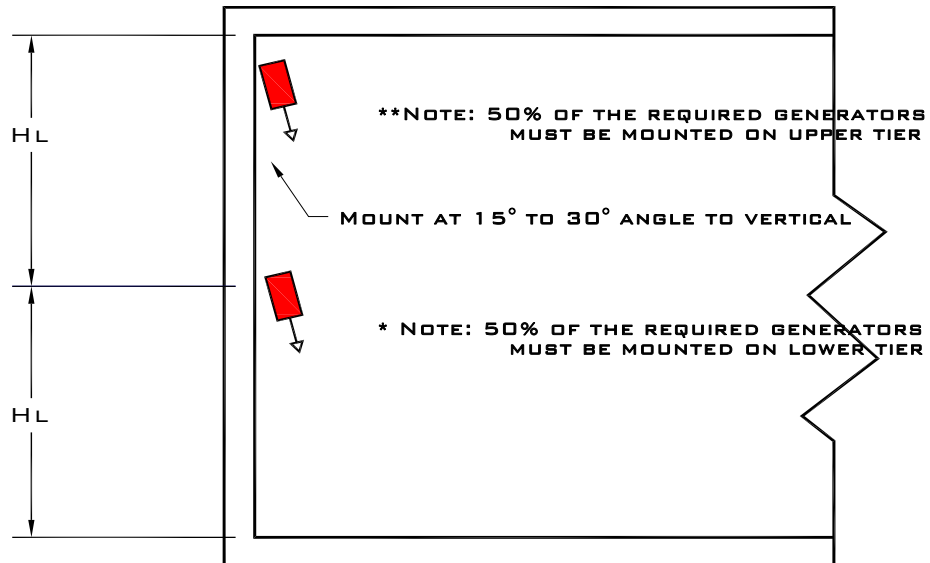 **NOTE: 50% OF THE REQUIRED GENERATORS
MUST BE MOUNTED ON UPPER TIER
HL
MOUNT AT 15° TO 30° ANGLE TO VERTICAL
* NOTE: 50% OF THE REQUIRED GENERATORS
MUST BE MOUNTED ON LOWER TIER
HL